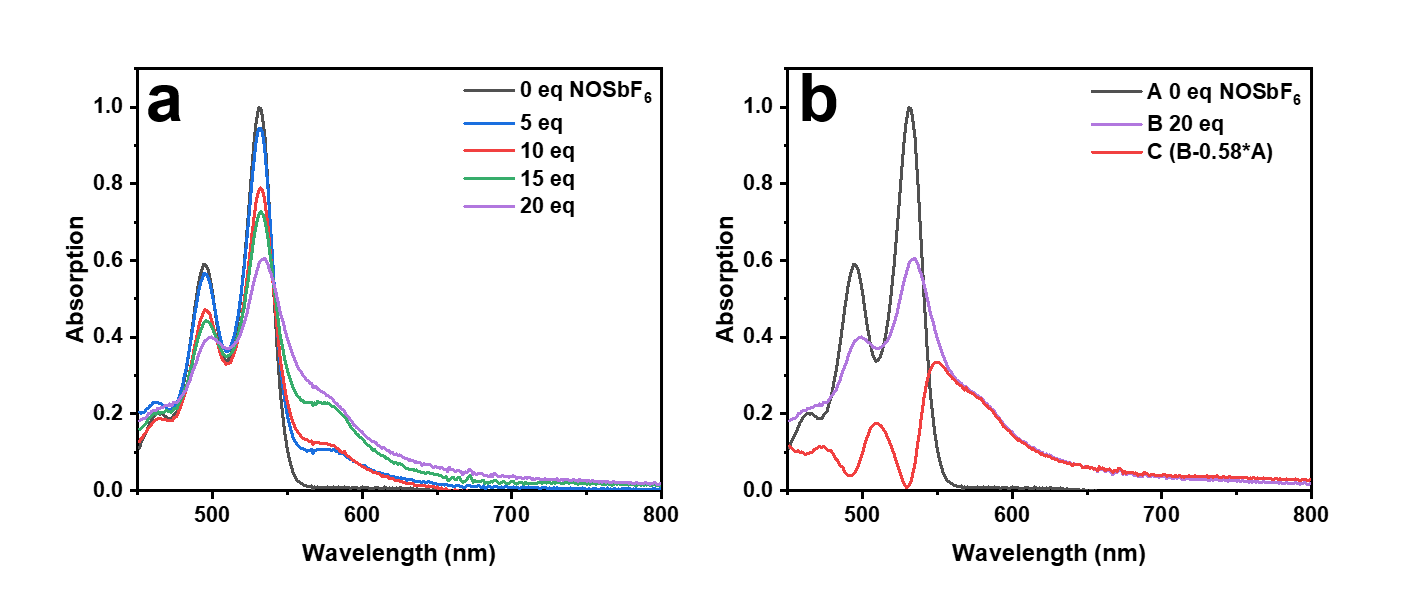 a
0 eq NOSbF6
5 eq
10 eq
15 eq
20 eq
1.0
0.8
0.6
0.4
0.2
0.0
Absorption
500 600 700 800
Wavelength (nm)
b
A 0 eq NOSbF6
B 20 eq
C (B-0.58*A)
1.0
0.8
0.6
0.4
0.2
0.0
Absorption
500 600 700 800
Wavelength (nm)